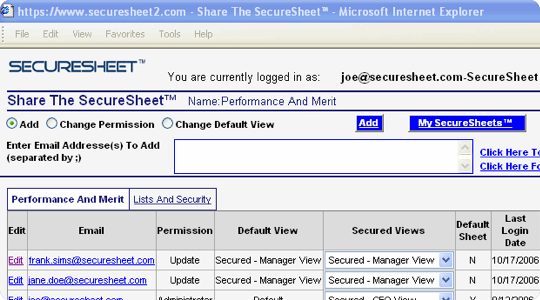 https://www.securesheet2.com - Share The SecureSheet™ - Microsoft Internet Explorer
File Edit View Favorites Tools Help
SECURESHEET™
You are currently logged in as: joe@securesheet.com-SecureSheet
Share The SecureSheet™ Name:Performance And Merit
Add Change Permission Change Default View Add My SecureSheets™
Enter Email Addresse(s) To Add
(separated by ;)
Click Here To
Click Here Fo
Performance And Merit Lists And Security
Edit Email Permission Default View Secured Views Default Sheet Last Login Date
Edit frank.sims@securesheet.com Update Secured - Manager View Secured - Manager View N 10/17/2006
Edit jane.doe@securesheet.com Update Secured - Manager View Secured - Manager View N 10/17/2006
Edit joe@securesheet.com Administrator Default Secured - CEO View Y 9/12/2006